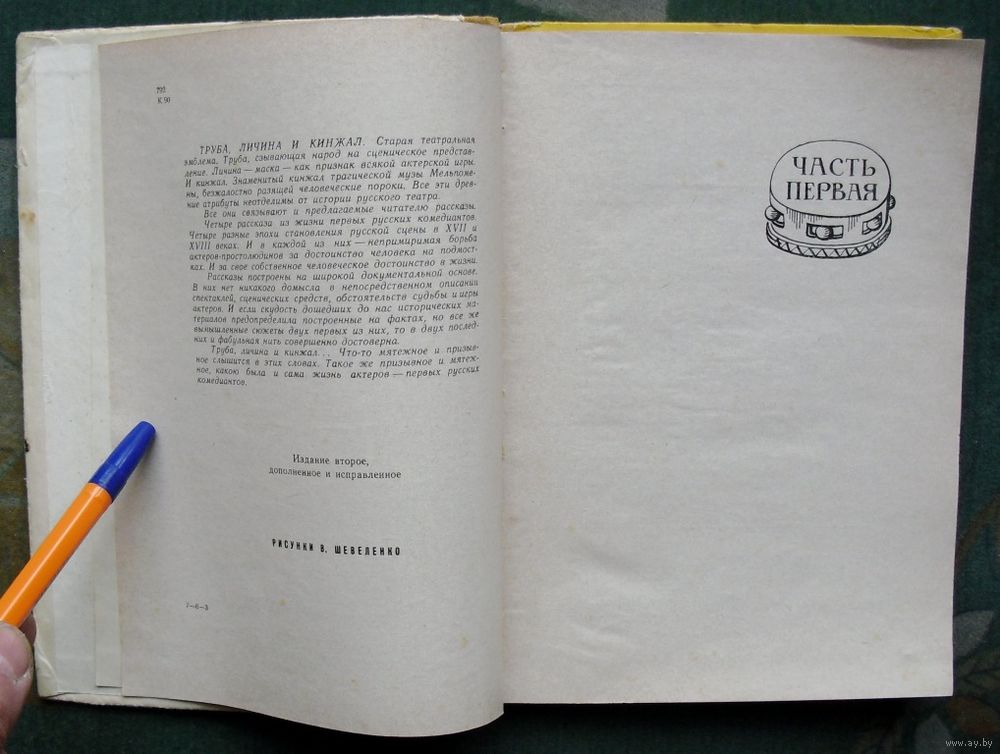 792
К 90
ТРУБА, ЛИЧИНА И КИНЖАЛ. Старая театральная
эмблема. Труба, сзывающая народ на сценическое представ-
ление. Личина — маска — как признак всякой актерской игры.
И кинжал. Знаменитый кинжал трагической музы Мельпоме-
ны, безжалостно разящей человеческие пороки. Все эти древ-
ние атрибуты неотделимы от истории русского театра.
Все они связывают и предлагаемые читателю рассказы.
Четыре рассказа из жизни первых русских комедиантов.
Четыре разные эпохи становления русской сцены в XVII и
XVIII веках. И в каждой из них — непримиримая борьба
актеров-простолюдинов за достоинство человека на подмост-
ках. И за свое собственное человеческое достоинство в жизни.
Рассказы построены на широкой документальной основе.
В них нет никакого домысла в непосредственном описании
спектаклей, сценических средств, обстоятельств судьбы и игры
актеров. И если скудость дошедших до нас исторических ма-
териалов предопределила построенные на фактах, но все же
вымышленные сюжеты двух первых из них, то в двух послед-
них и фабульная нить совершенно достоверна.
Труба, личина и кинжал... Что-то мятежное и призыв-
ное слышится в этих словах. Такое же призывное и мятеж-
ное, какою была и сама жизнь актеров — первых русских
комедиантов.
Издание второе,
дополненное и исправленное
РИСУНКИ В. ШЕВЕЛЕНКО
7—6—3
ЧАСТЬ
ПЕРВАЯ
www.ay.by